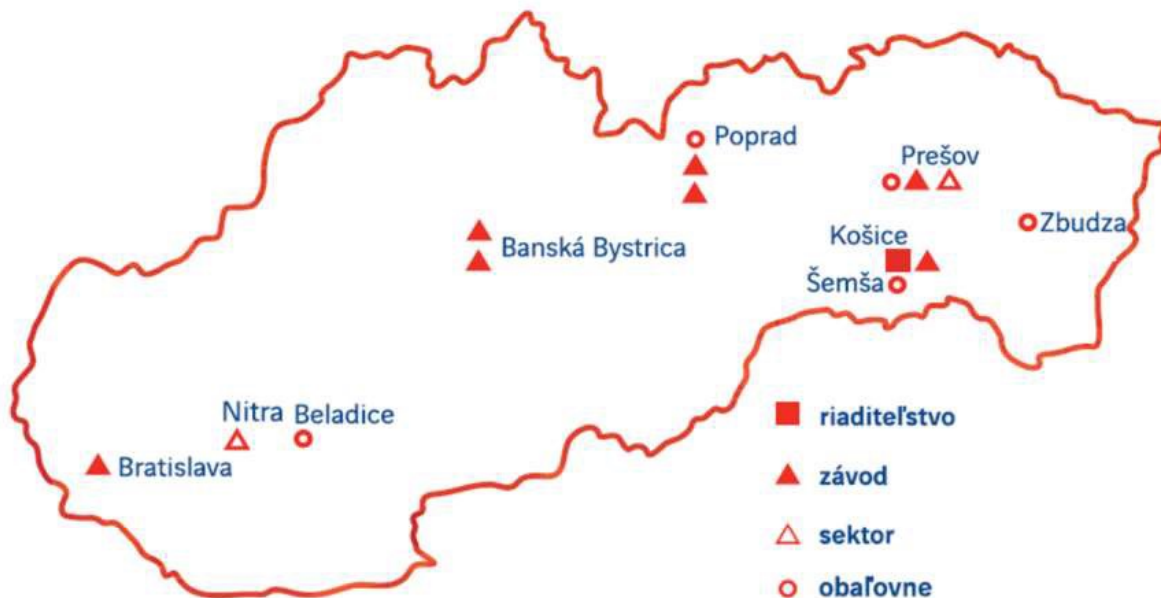 Poprad
Prešov
Zbudza
Košice
Banská Bystrica
Šemša
Nitra
Beladice
Bratislava
riaditeľstvo
závod
sektor
obaľovne